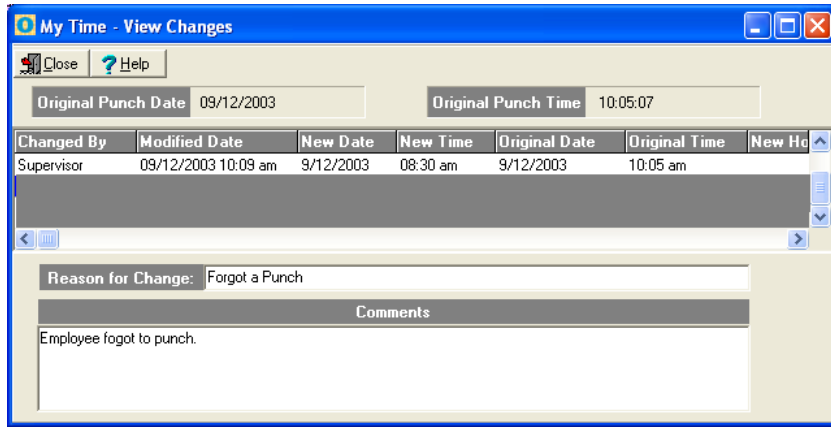 My Time - View Changes
Close Help
Original Punch Date 09/12/2003 Original Punch Time 10:05:07
Changed By Modified Date New Date New Time Original Date Original Time New Ho
Supervisor 09/12/2003 10:09 am 9/12/2003 08:30 am 9/12/2003 10:05 am
Reason for Change: Forgot a Punch
Comments
Employee fogot to punch.